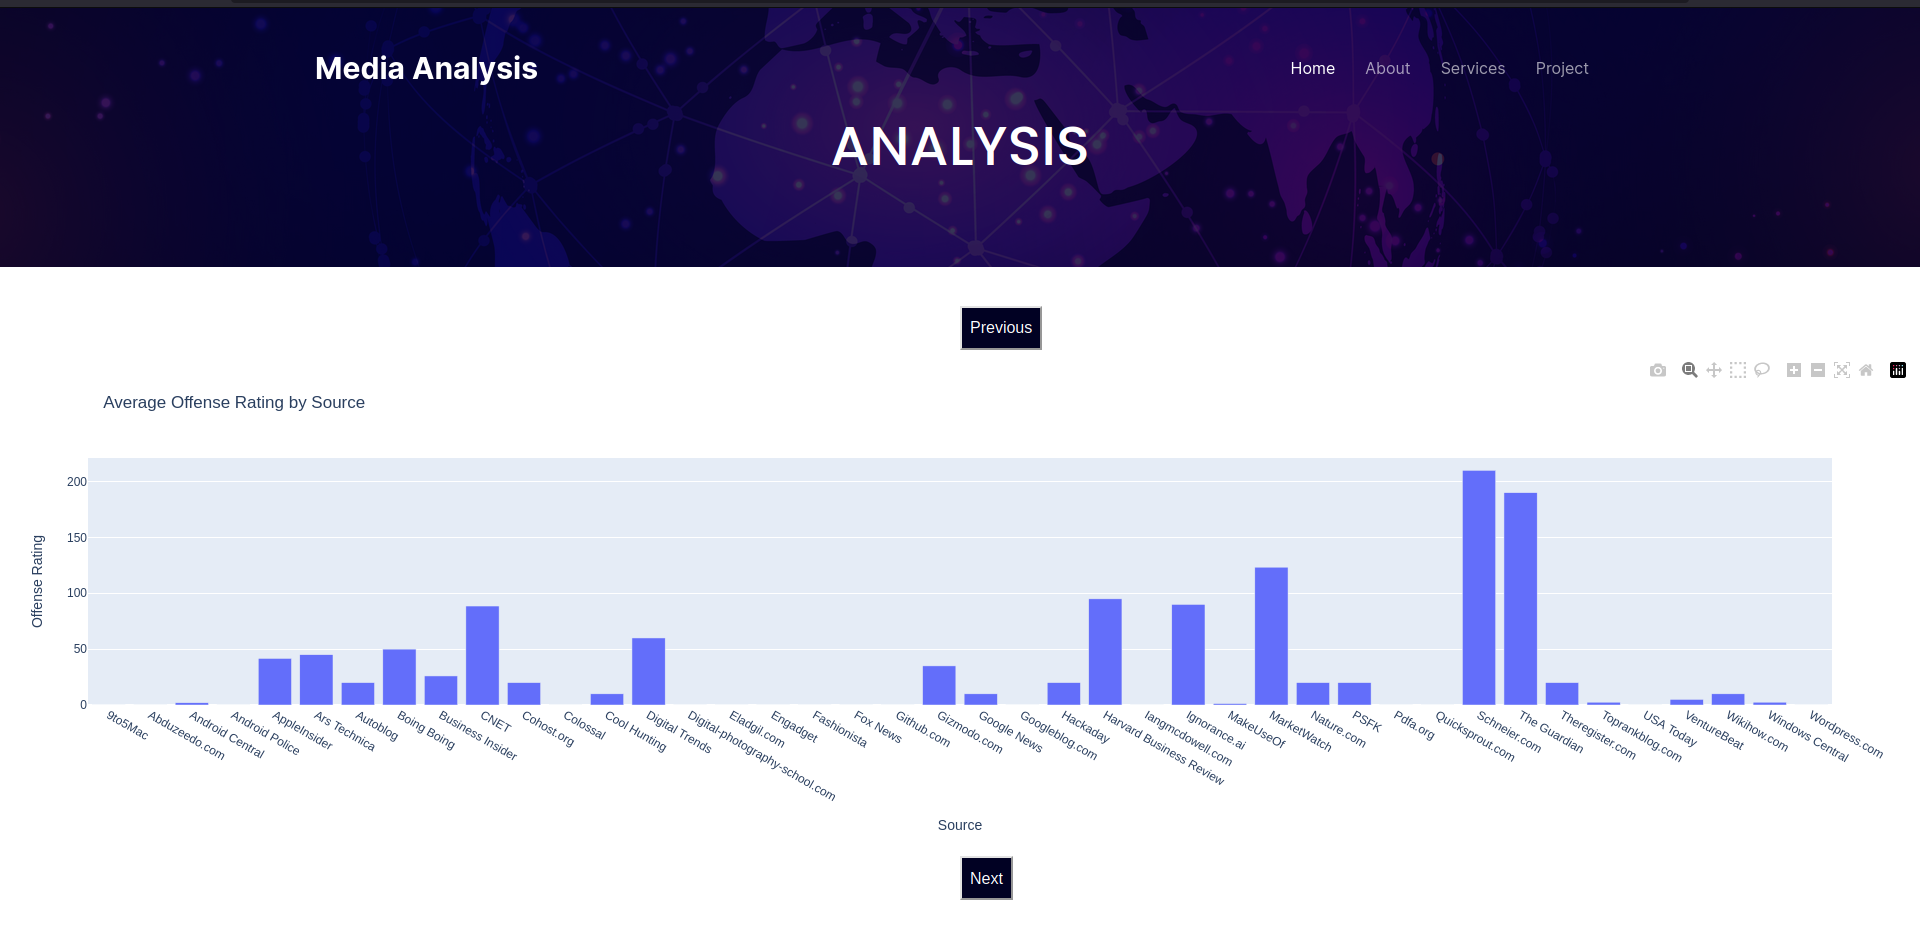 Media Analysis
Home About Services Project
ANALYSIS
Previous
Average Offense Rating by Source
200
150
100
50
0
Offense Rating
9to5Mac
Abduzeedo.com
Android Central
Android Police
AppleInsider
Ars Technica
Autoblog
Boing Boing
Business Insider
CNET
Cohost.org
Colossal
Cool Hunting
Digital Trends
Digital-photography-school.com
Eladgil.com
Engadget
Fashionista
Fox News
Github.com
Gizmodo.com
Google News
Googleblog.com
Hackaday
Harvard Business Review
Iangmcdowell.com
Ignorance.ai
MakeUseOf
MarketWatch
Nature.com
PSFK
Pdfa.org
Quicksprout.com
Schneier.com
The Guardian
Theregister.com
Toprankblog.com
USA Today
VentureBeat
Wikihow.com
Windows Central
Wordpress.com
Source
Next